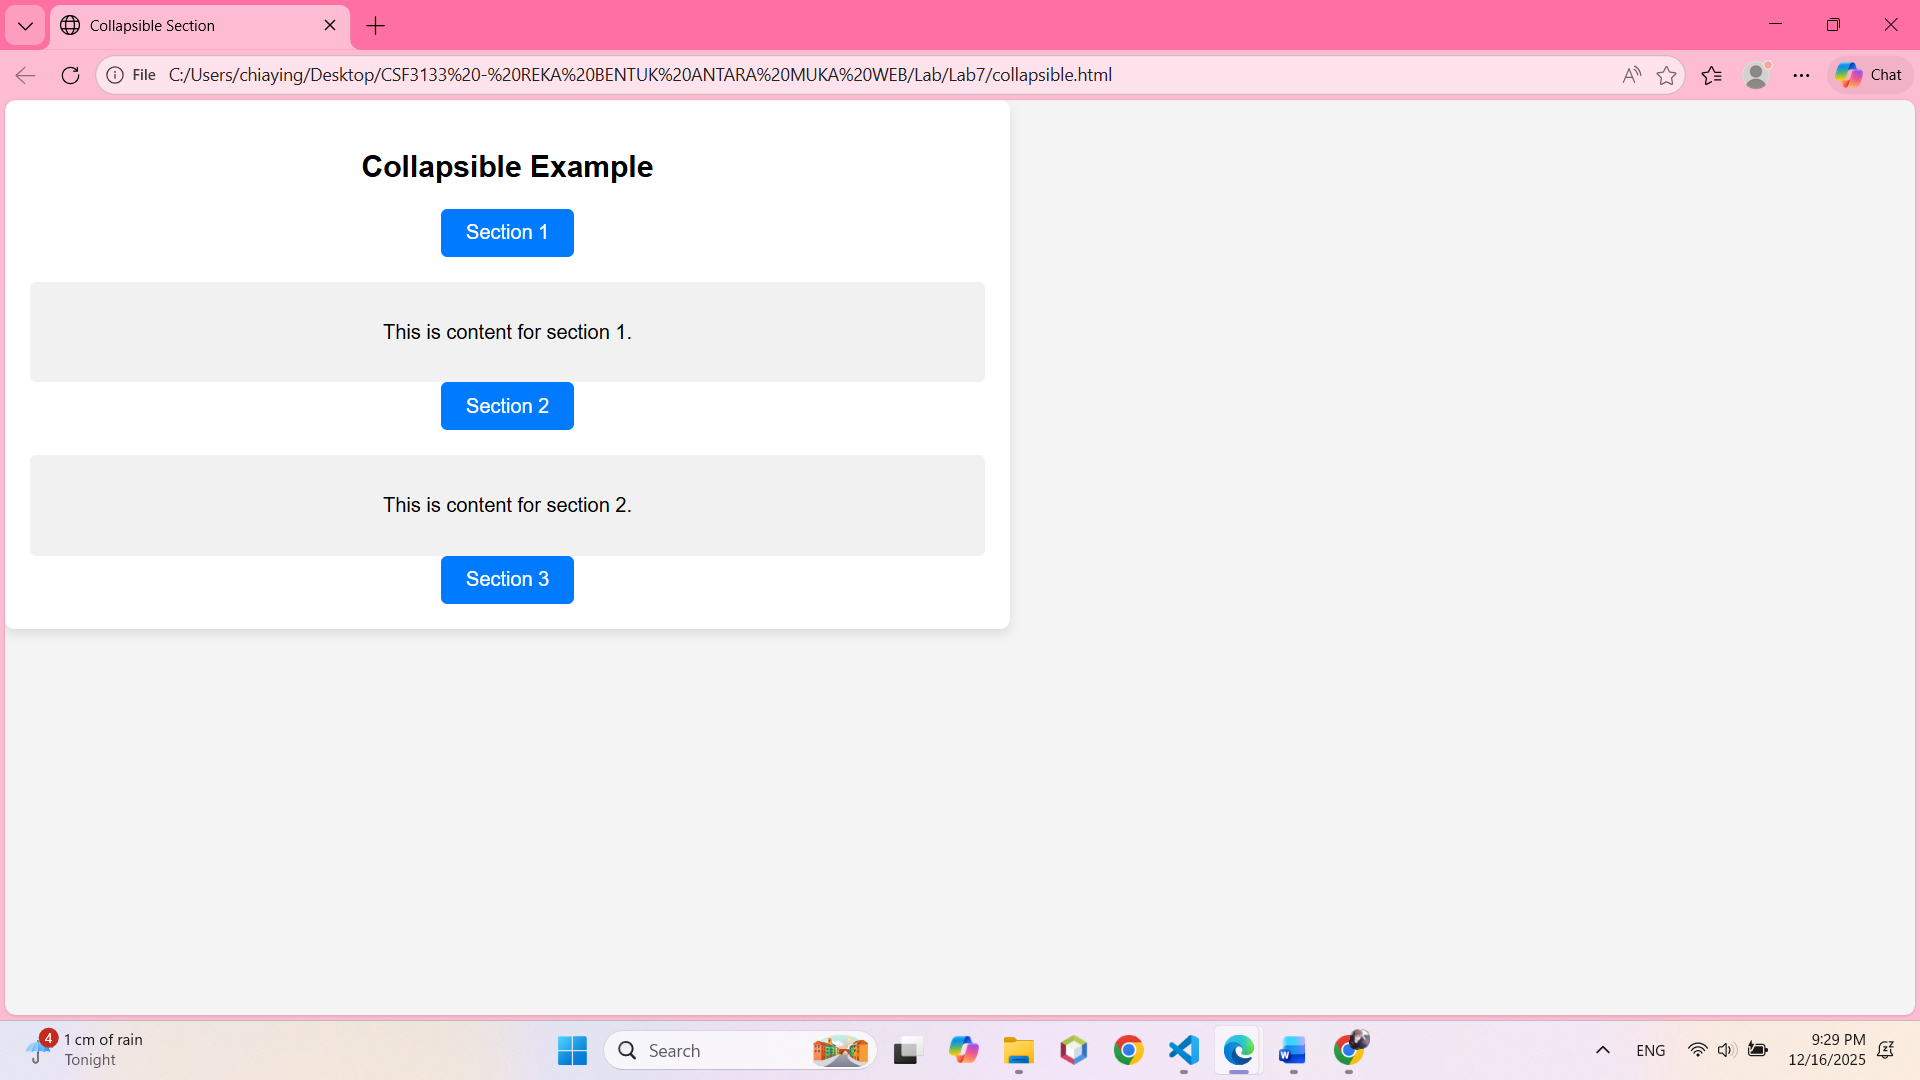 Collapsible Section
File C:/Users/chiaying/Desktop/CSF3133%20-%20REKA%20BENTUK%20ANTARA%20MUKA%20WEB/Lab/Lab7/collapsible.html
Chat
Collapsible Example
Section 1
This is content for section 1.
Section 2
This is content for section 2.
Section 3
4
1 cm of rain
Tonight
Search
W
ENG
9:29 PM
12/16/2025